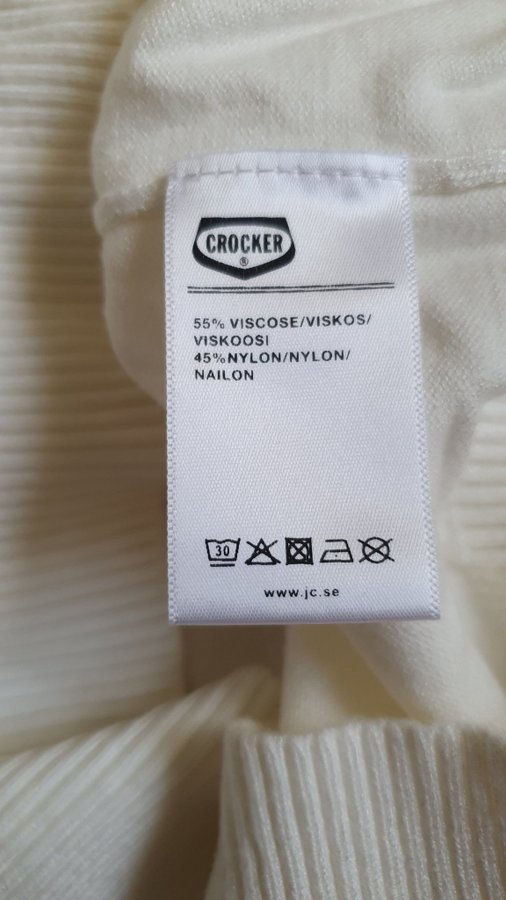 CROCKER
®
55% VISCOSE/VISKOS/
VISKOOSI
45%NYLON/NYLON/
NAILON
30
www.jc.se